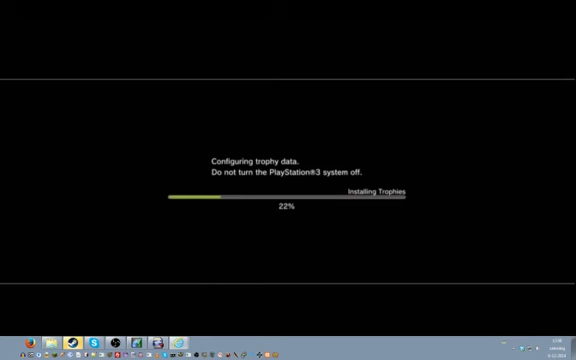 Configuring trophy data.
Do not turn the PlayStation®3 system off.
Installing Trophies
22%